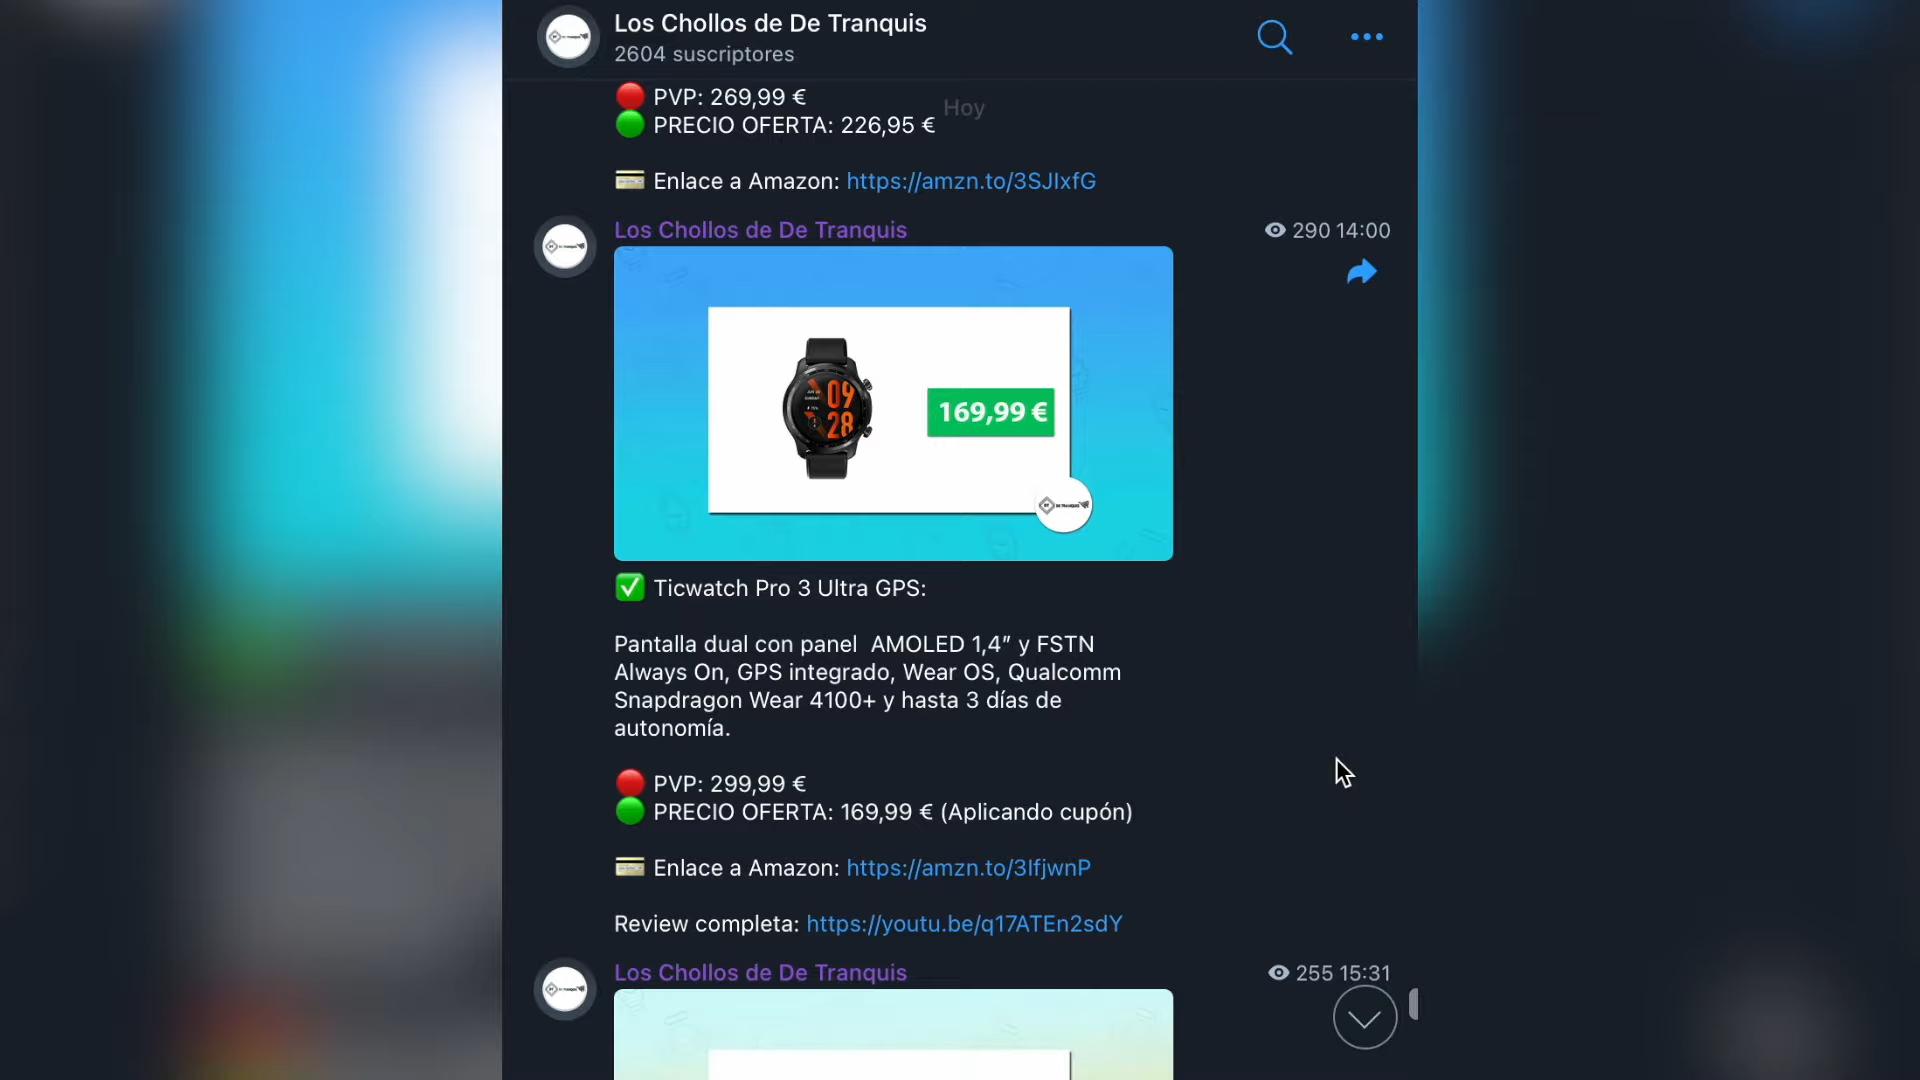 Los Chollos de De Tranquis
2604 suscriptores
🔴 PVP: 269,99 €
Hoy
🟢 PRECIO OFERTA: 226,95 €
💳 Enlace a Amazon: https://amzn.to/3SJIxfG
Los Chollos de De Tranquis
290 14:00
09
28
169,99 €
DE TRANQUIS
✅ Ticwatch Pro 3 Ultra GPS:
Pantalla dual con panel  AMOLED 1,4” y FSTN
Always On, GPS integrado, Wear OS, Qualcomm
Snapdragon Wear 4100+ y hasta 3 días de
autonomía.
🔴 PVP: 299,99 €
🟢 PRECIO OFERTA: 169,99 € (Aplicando cupón)
💳 Enlace a Amazon: https://amzn.to/3IfjwnP
Review completa: https://youtu.be/q17ATEn2sdY
Los Chollos de De Tranquis
255 15:31